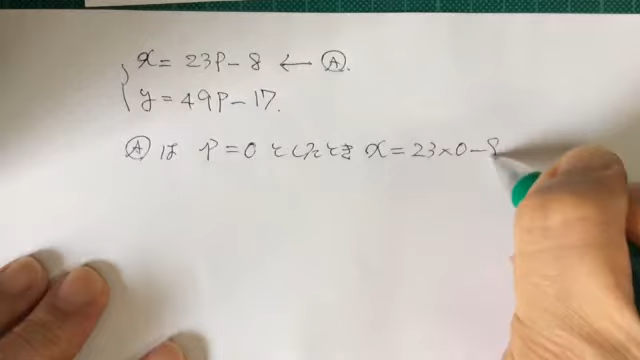 x = 23p - 8 ← Ⓐ.
y = 49p - 17.
Ⓐ は p = 0 としたとき x = 23×0 - 8